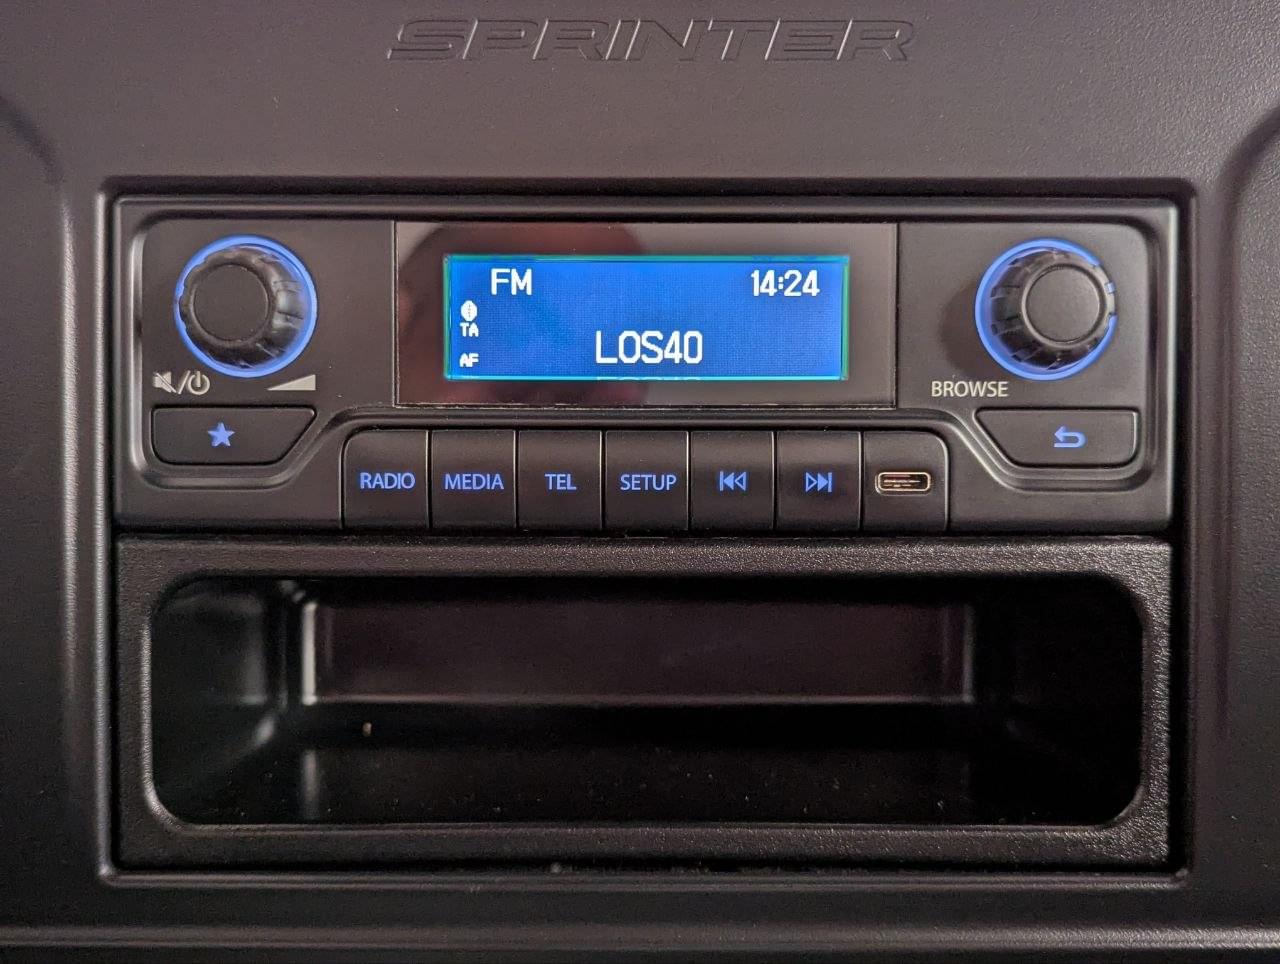 SPRINTER
FM 14:24
TA
LOS40
AF
BROWSE
RADIO MEDIA TEL SETUP